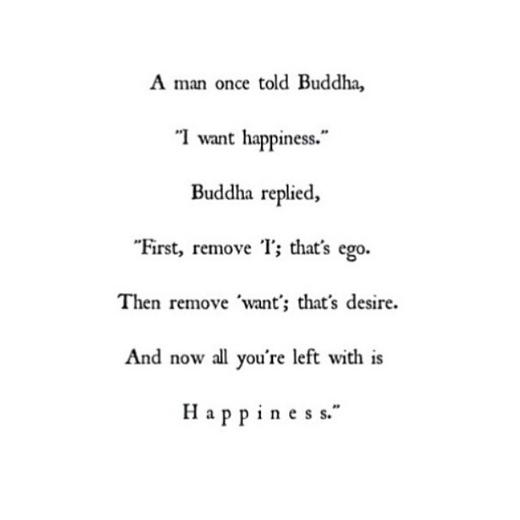 A man once told Buddha,
"I want happiness."
Buddha replied,
"First, remove 'I'; that's ego.
Then remove 'want'; that's desire.
And now all you're left with is
H a p p i n e s s."